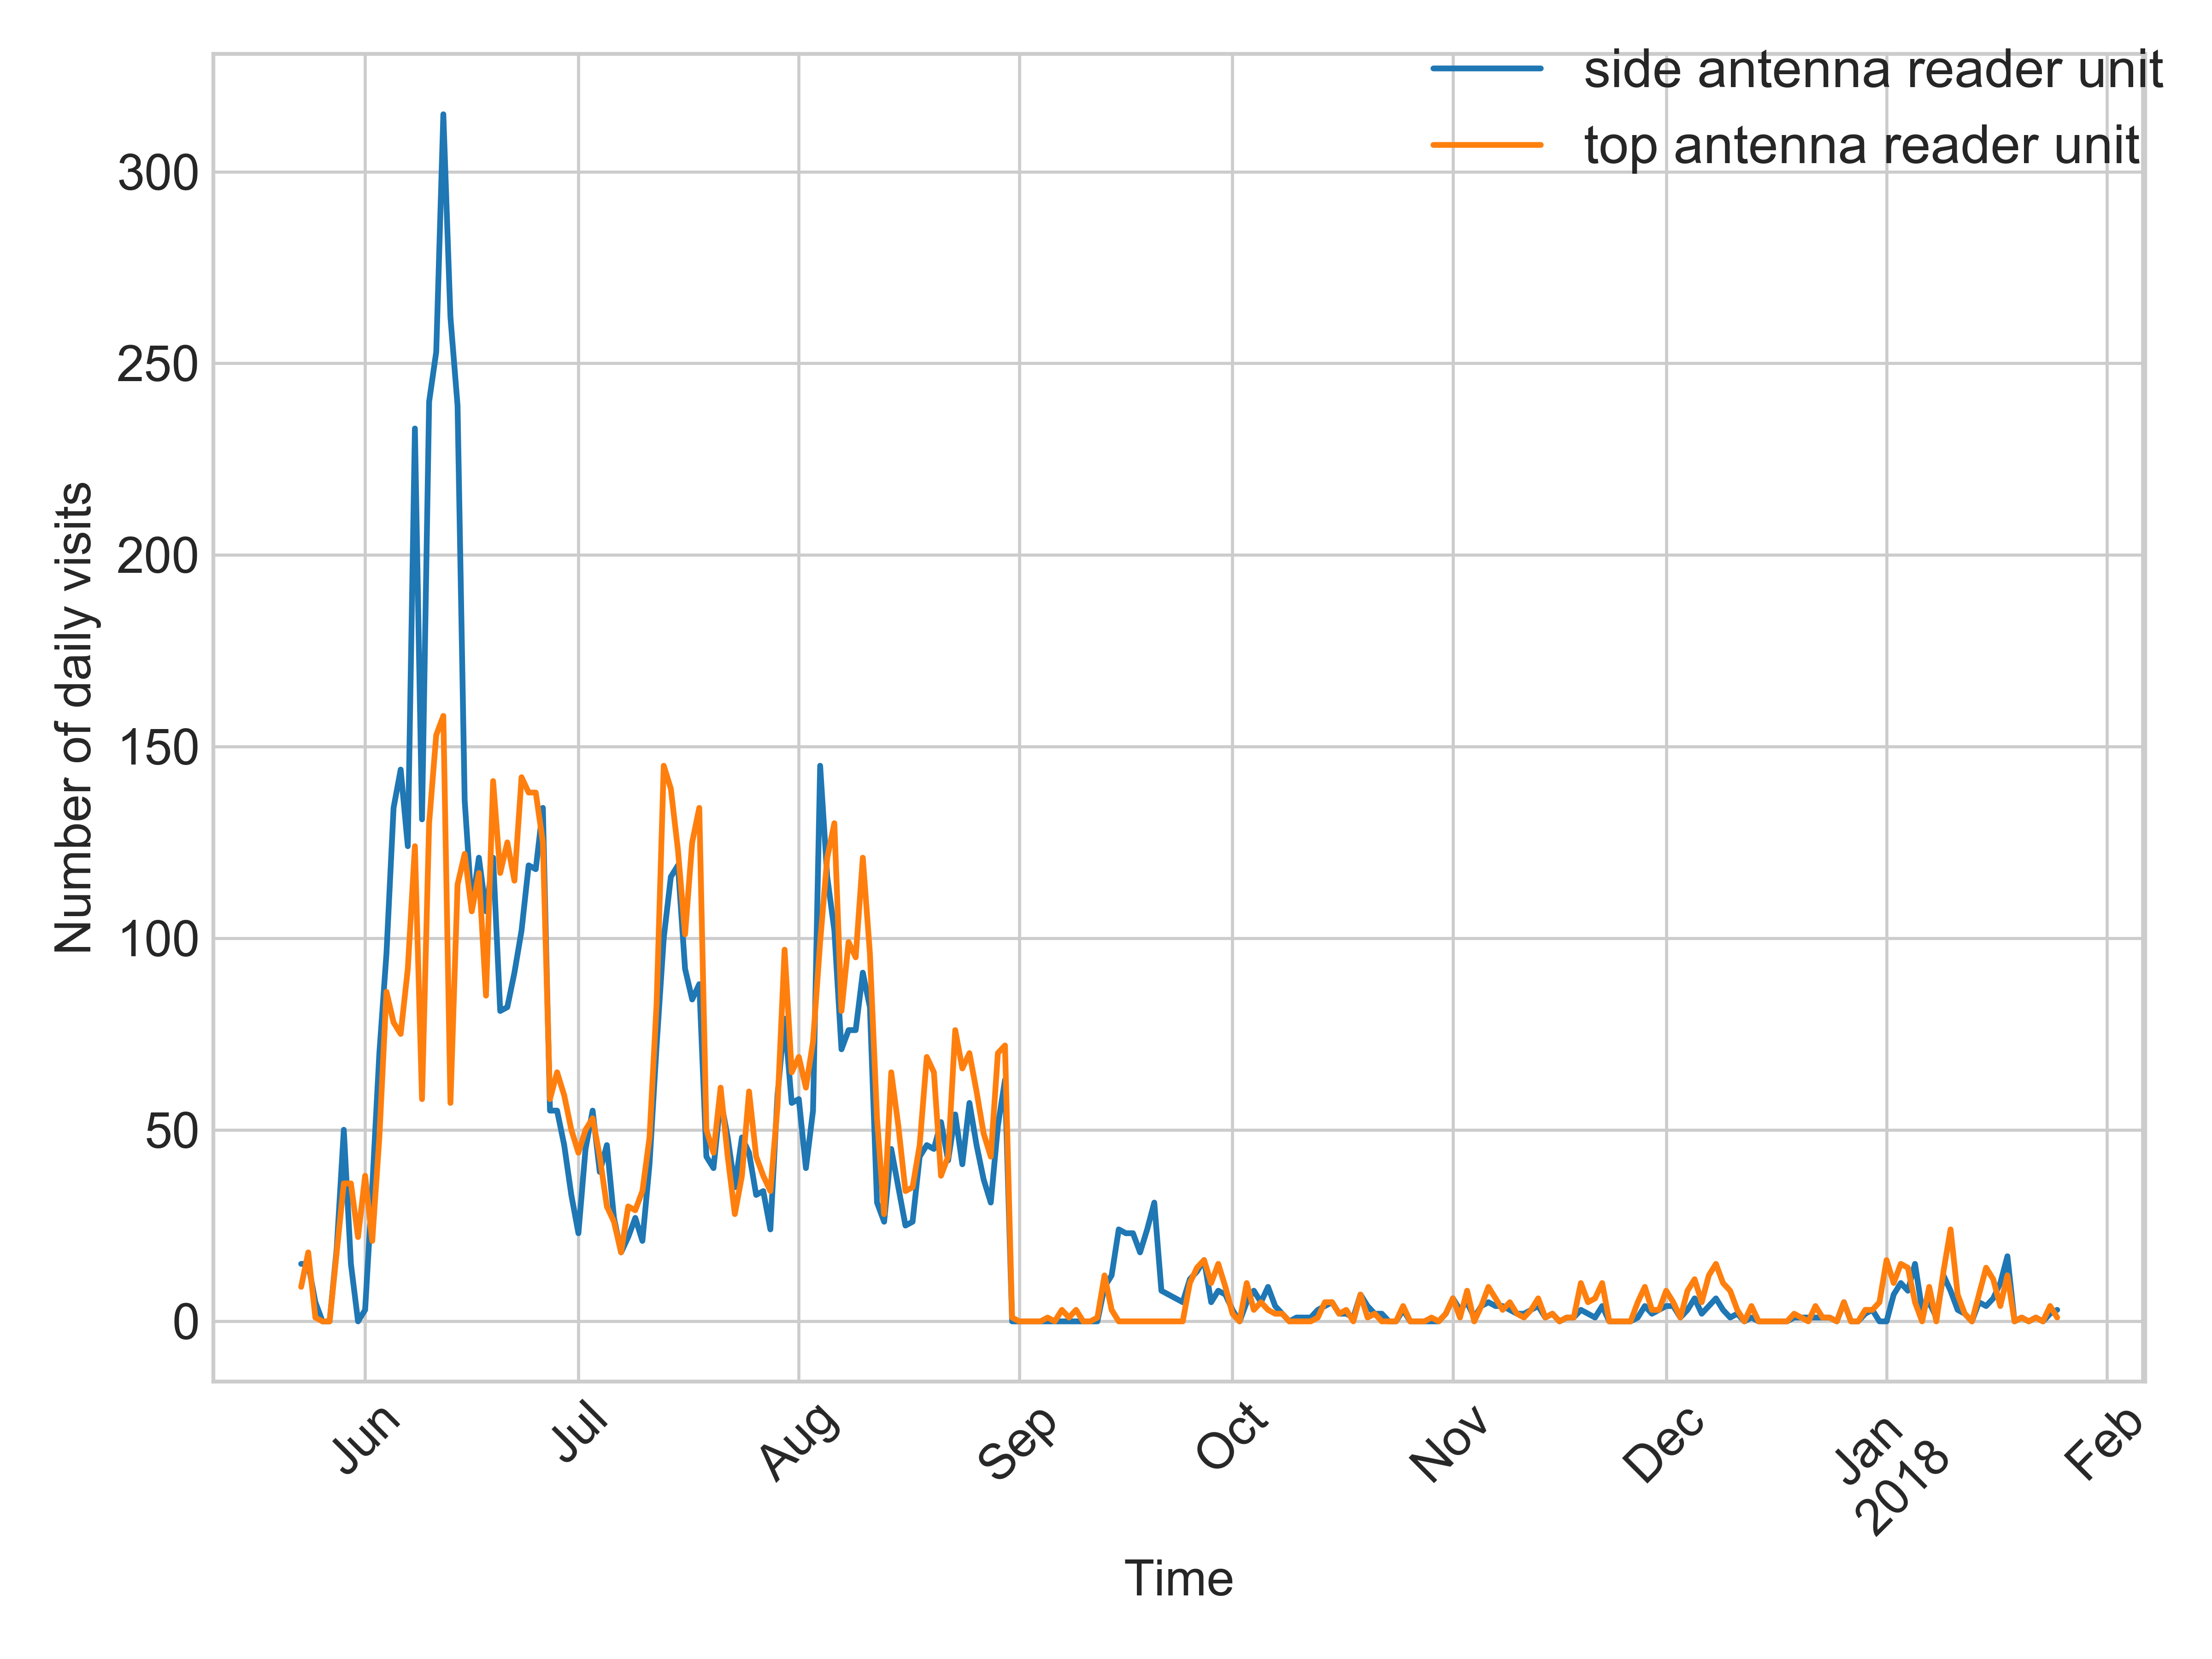 side antenna reader unit
top antenna reader unit
Number of daily visits
300
250
200
150
100
50
0
Jun
Jul
Aug
Sep
Oct
Nov
Dec
Jan
2018
Feb
Time